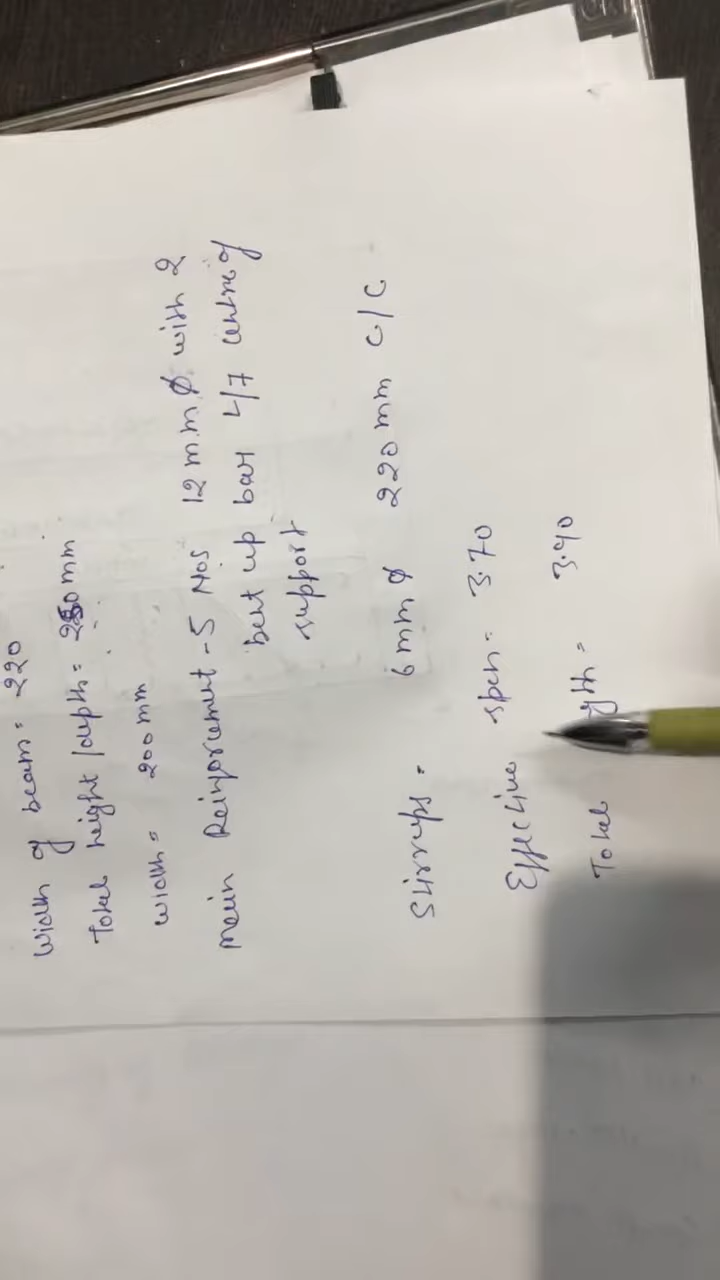 Width of beam = 220
Total height / depth = 250 mm
Width = 200 mm
Main Reinforcement - 5 Nos 12 m.m. Ø with 2
bent up bar L/7 centre of
support
Stirrups = 6 mm Ø 220 mm C/C
Effective span = 3.70
Total gth = 3.90